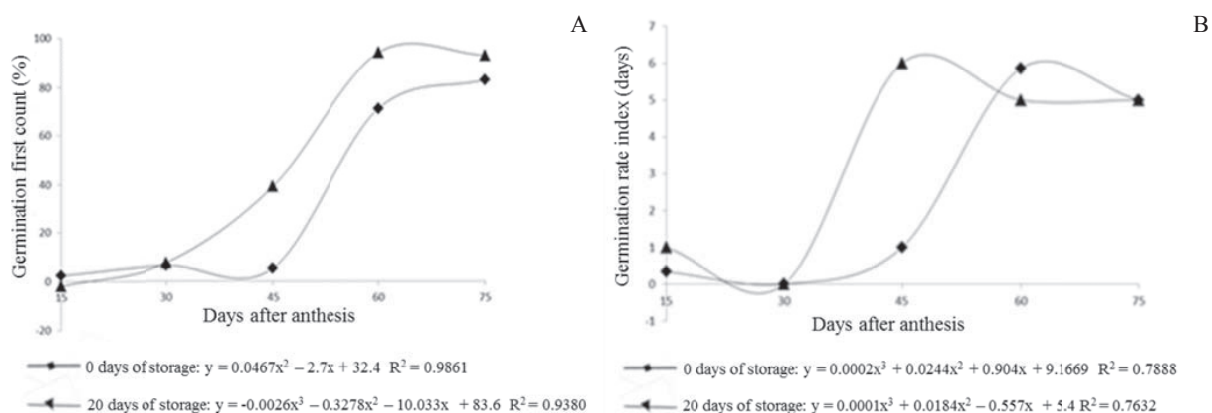 A
Germination first count (%)
100
80
60
40
20
0
-20
15 30 45 60 75
Days after anthesis
0 days of storage: y = 0.0467x² – 2.7x + 32.4 R² = 0.9861
20 days of storage: y = -0.0026x³ – 0.3278x² – 10.033x + 83.6 R² = 0.9380
B
Germination rate index (days)
7
6
5
4
3
2
1
0
-1
15 30 45 60 75
Days after anthesis
0 days of storage: y = 0.0002x³ + 0.0244x² + 0.904x + 9.1669 R² = 0.7888
20 days of storage: y = 0.0001x³ + 0.0184x² – 0.557x + 5.4 R² = 0.7632